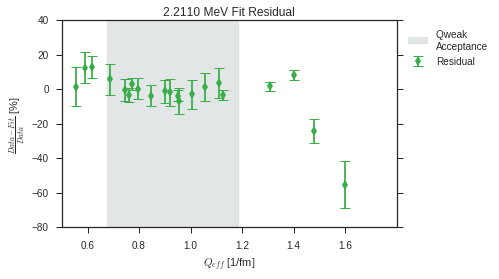 2.2110 MeV Fit Residual
40
20
0
−20
−40
−60
−80
Data − Fit
Data
[%]
0.6 0.8 1.0 1.2 1.4 1.6
Q_eff [1/fm]
Qweak
Acceptance
Residual